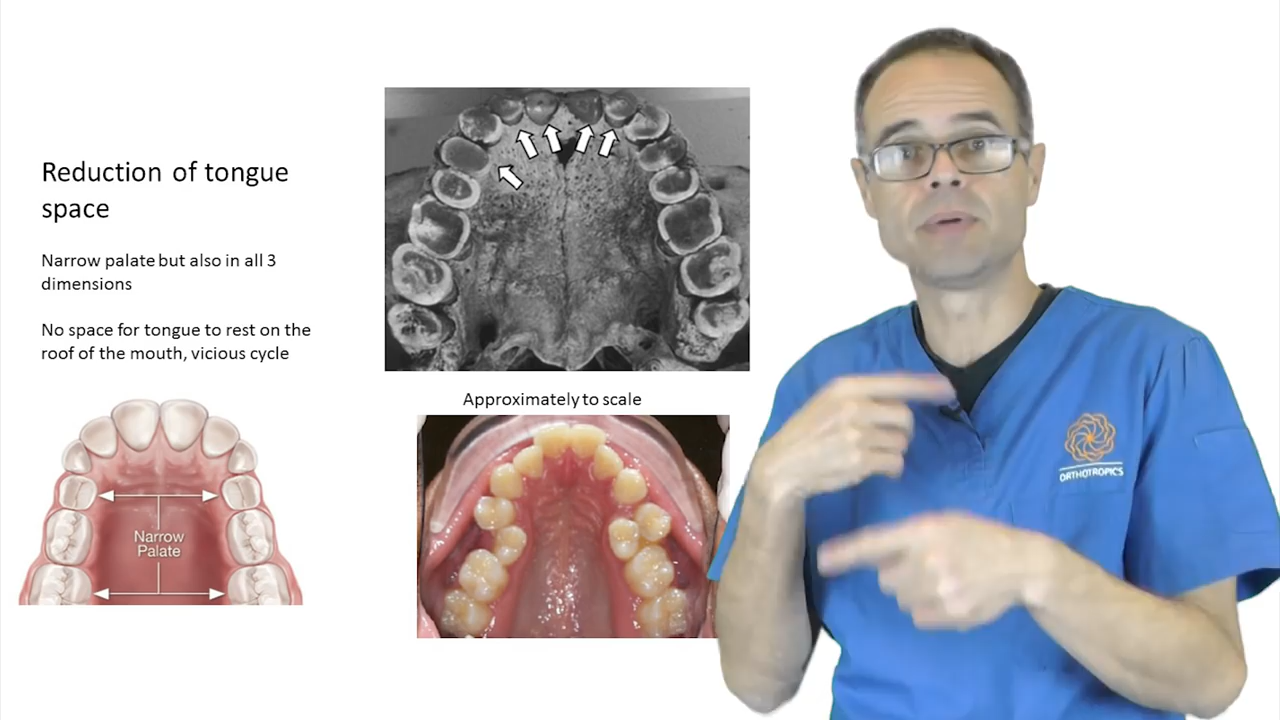 Reduction of tongue
space
Narrow palate but also in all 3
dimensions
No space for tongue to rest on the
roof of the mouth, vicious cycle
Narrow
Palate
Approximately to scale
ORTHOTROPICS